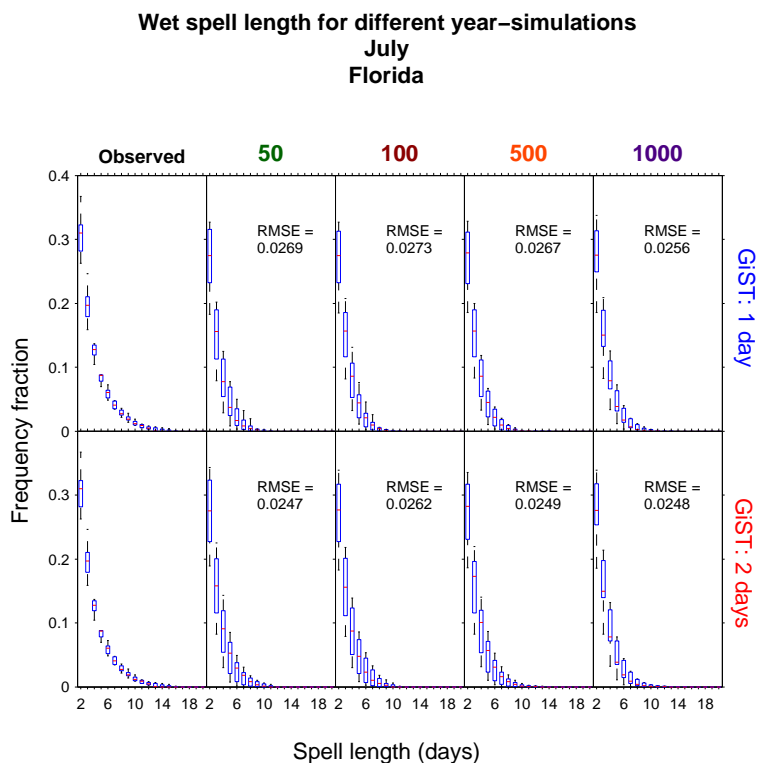 Wet spell length for different year−simulations
July
Florida
Observed 50 100 500 1000
0.4
0.3
0.2
0.1
0
RMSE = 0.0269
RMSE = 0.0273
RMSE = 0.0267
RMSE = 0.0256
GiST: 1 day
Frequency fraction
0.3
0.2
0.1
0
RMSE = 0.0247
RMSE = 0.0262
RMSE = 0.0249
RMSE = 0.0248
GiST: 2 days
2 6 10 14 18 2 6 10 14 18 2 6 10 14 18 2 6 10 14 18 2 6 10 14 18
Spell length (days)